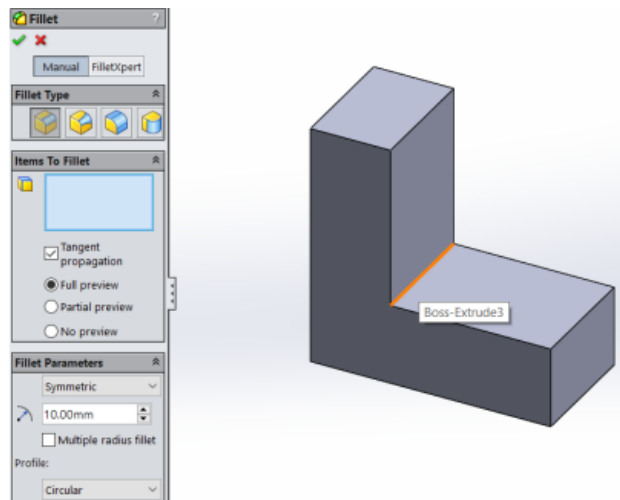 Fillet ?
Manual FilletXpert
Fillet Type
Items To Fillet
Tangent
propagation
Full preview
Partial preview
No preview
Boss-Extrude3
Fillet Parameters
Symmetric
10.00mm
Multiple radius fillet
Profile:
Circular